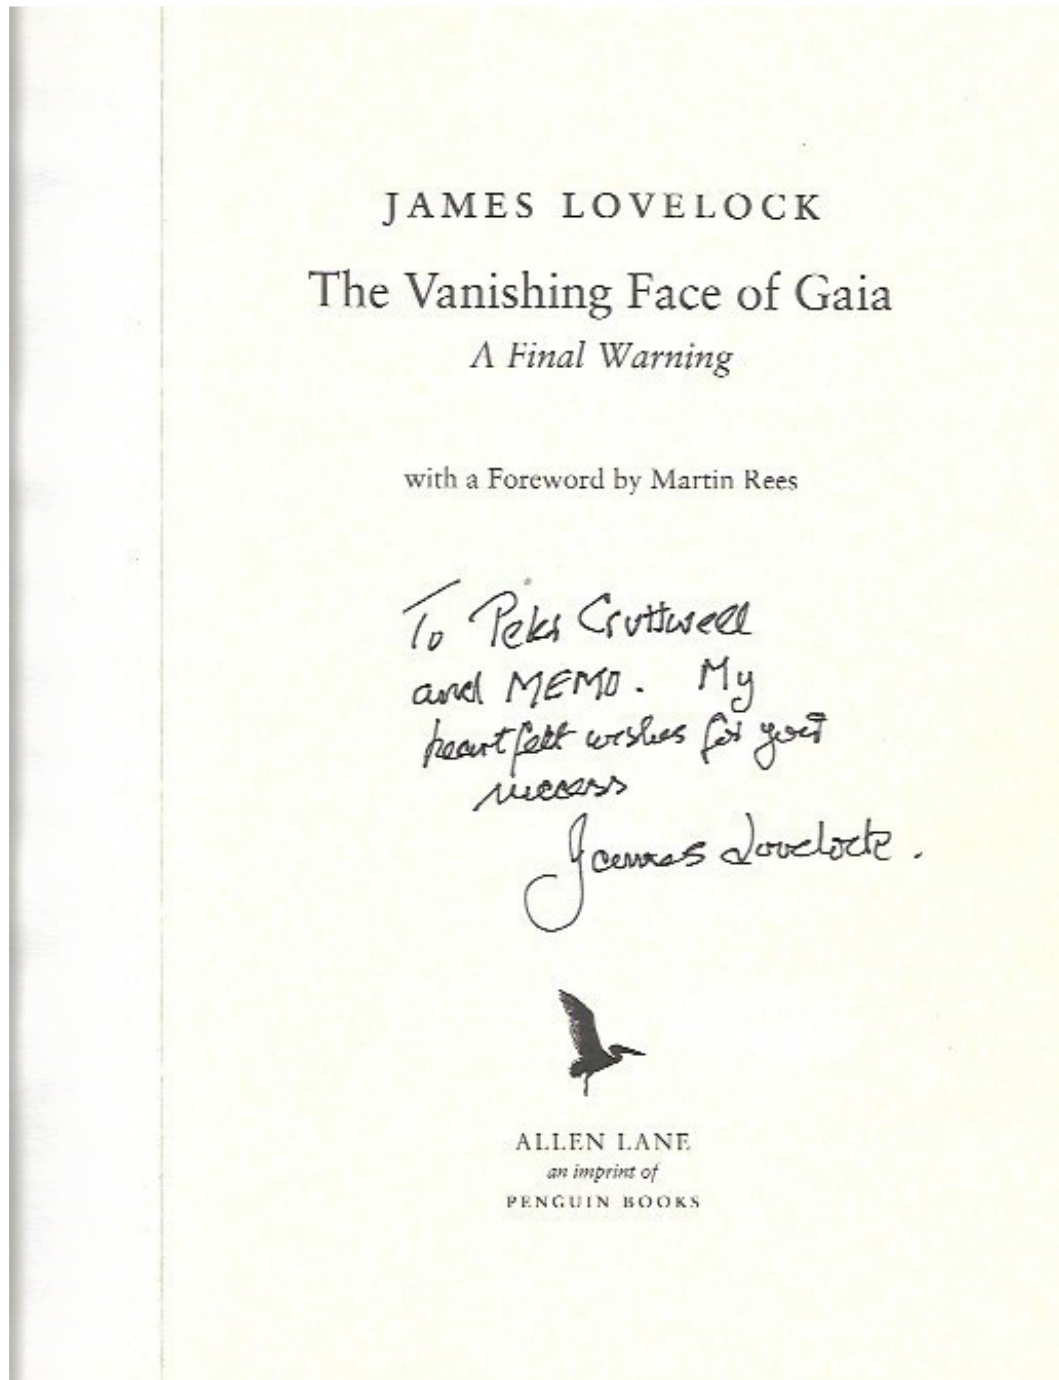 JAMES LOVELOCK
The Vanishing Face of Gaia
A Final Warning
with a Foreword by Martin Rees
To Peter Cruttwell
and MEMO. My
heartfelt wishes for your
success
James Lovelock.
ALLEN LANE
an imprint of
PENGUIN BOOKS